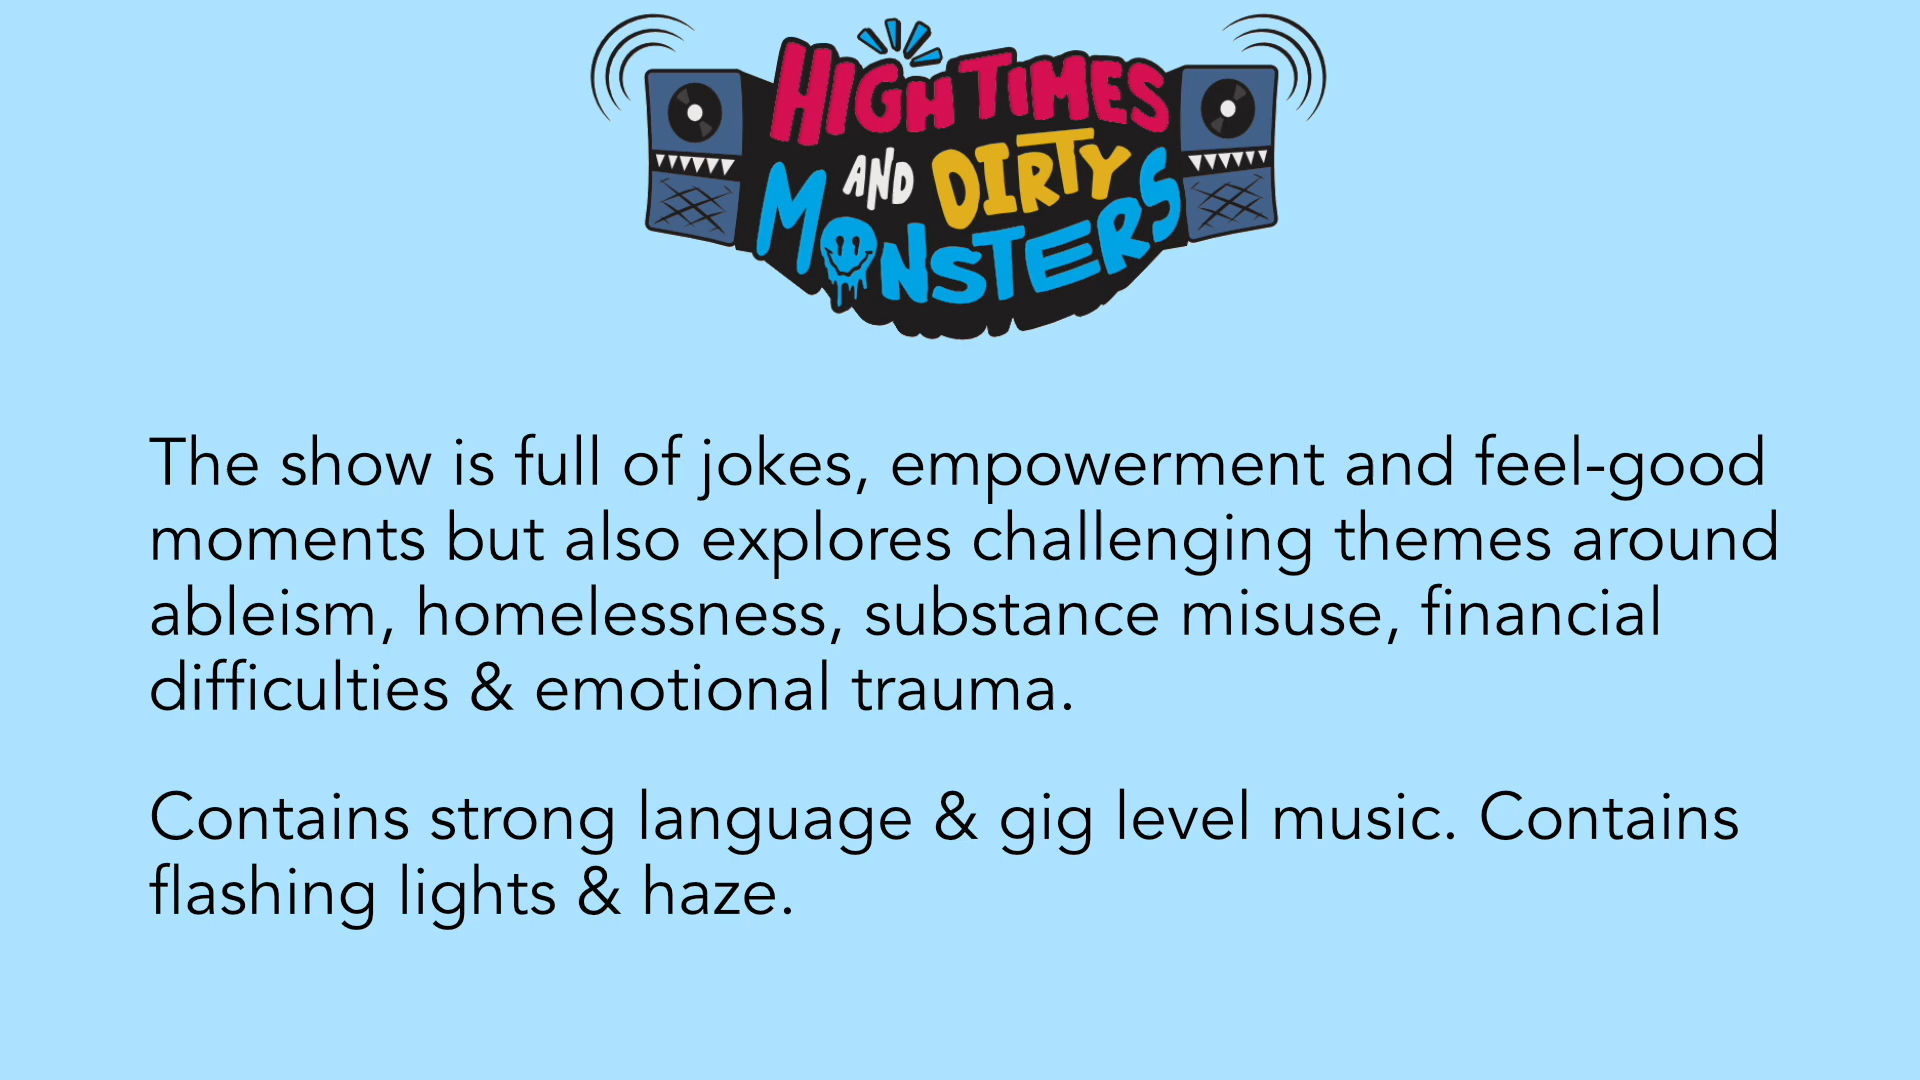 HIGH TIMES
AND DIRTY
MONSTERS
The show is full of jokes, empowerment and feel-good
moments but also explores challenging themes around
ableism, homelessness, substance misuse, financial
difficulties & emotional trauma.
Contains strong language & gig level music. Contains
flashing lights & haze.